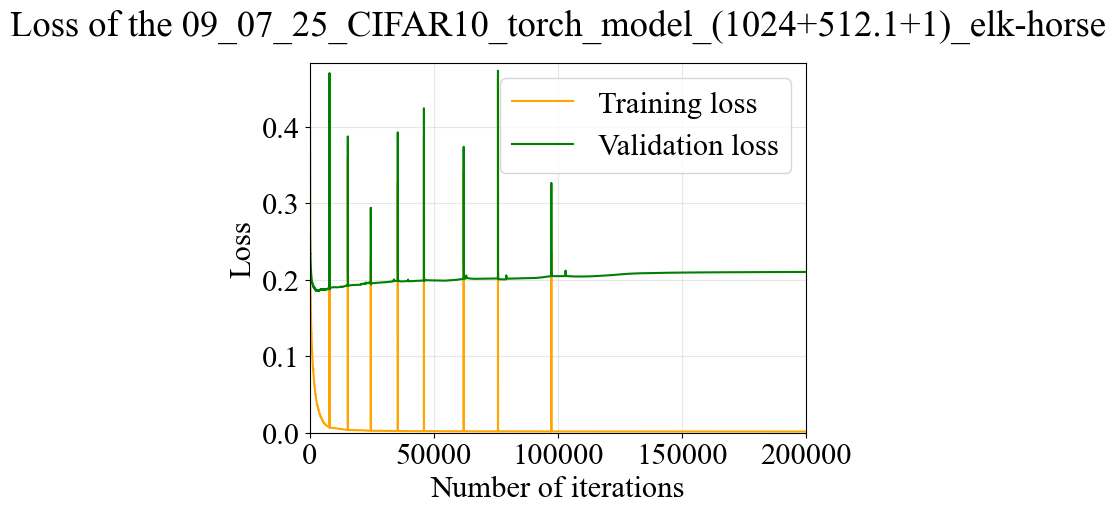 Loss of the 09_07_25_CIFAR10_torch_model_(1024+512.1+1)_elk-horse
Training loss
Validation loss
0.4
0.3
0.2
0.1
0.0
Loss
0 50000 100000 150000 200000
Number of iterations